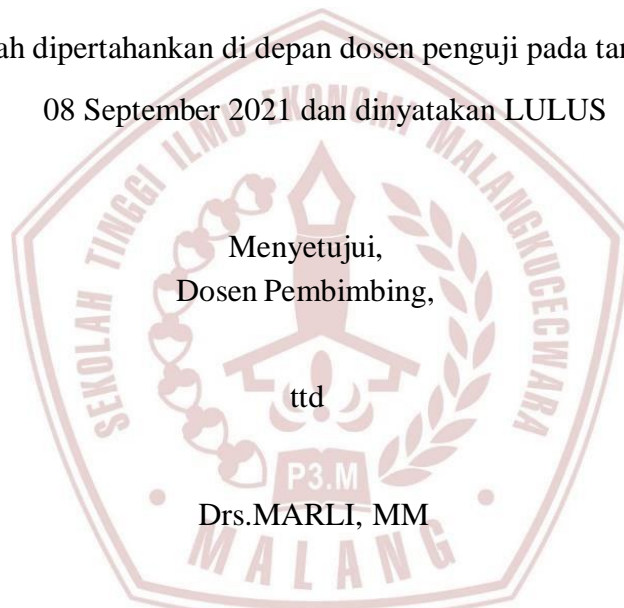 ah dipertahankan di depan dosen penguji pada tan
08 September 2021 dan dinyatakan LULUS
SEKOLAH TINGGI ILMU EKONOMI MALANGKUCECWARA
Menyetujui,
Dosen Pembimbing,
ttd
P3.M
Drs.MARLI, MM
MALANG